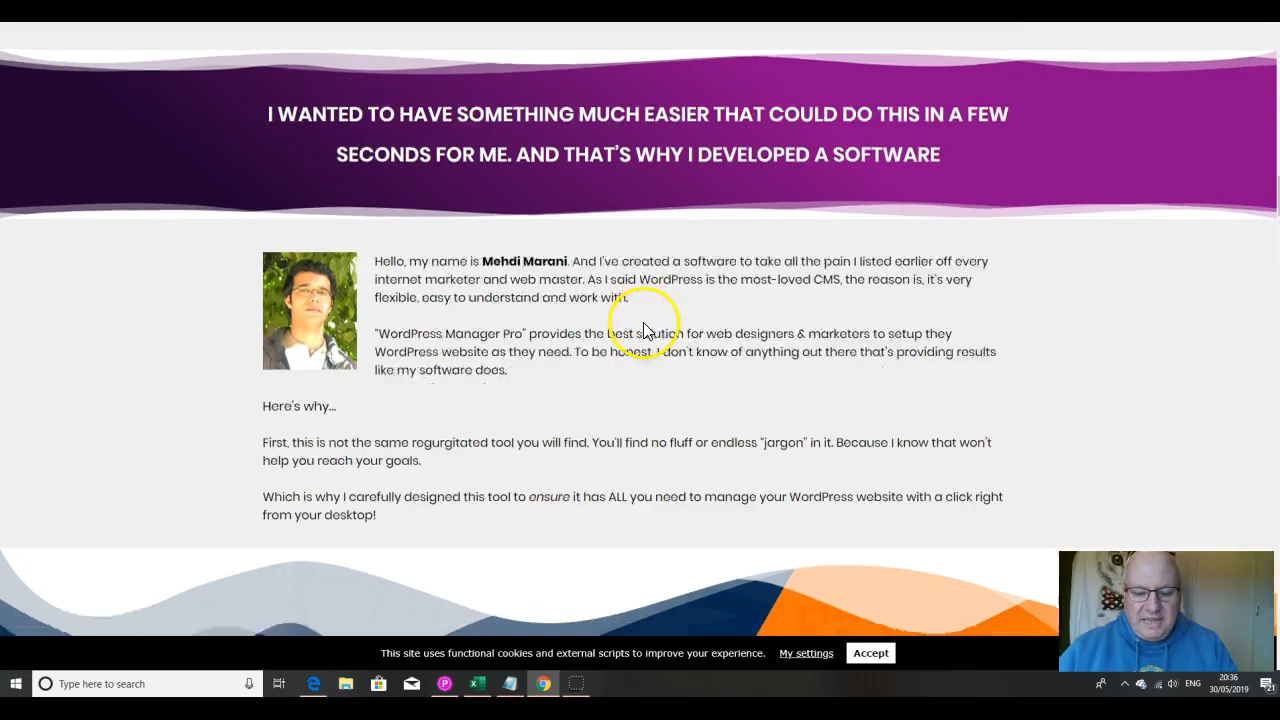 I WANTED TO HAVE SOMETHING MUCH EASIER THAT COULD DO THIS IN A FEW
SECONDS FOR ME. AND THAT'S WHY I DEVELOPED A SOFTWARE
Hello, my name is Mehdi Marani. And I've created a software to take all the pain I listed earlier off every
internet marketer and web master. As I said WordPress is the most-loved CMS, the reason is, it's very
flexible, easy to understand and work with.
"WordPress Manager Pro" provides the best solution for web designers & marketers to setup they
WordPress website as they need. To be honest, I don't know of anything out there that's providing results
like my software does.
Here's why...
First, this is not the same regurgitated tool you will find. You'll find no fluff or endless "jargon" in it. Because I know that won't
help you reach your goals.
Which is why I carefully designed this tool to ensure it has ALL you need to manage your WordPress website with a click right
from your desktop!
This site uses functional cookies and external scripts to improve your experience. My settings Accept
Type here to search
ENG
20:36
30/05/2019
21